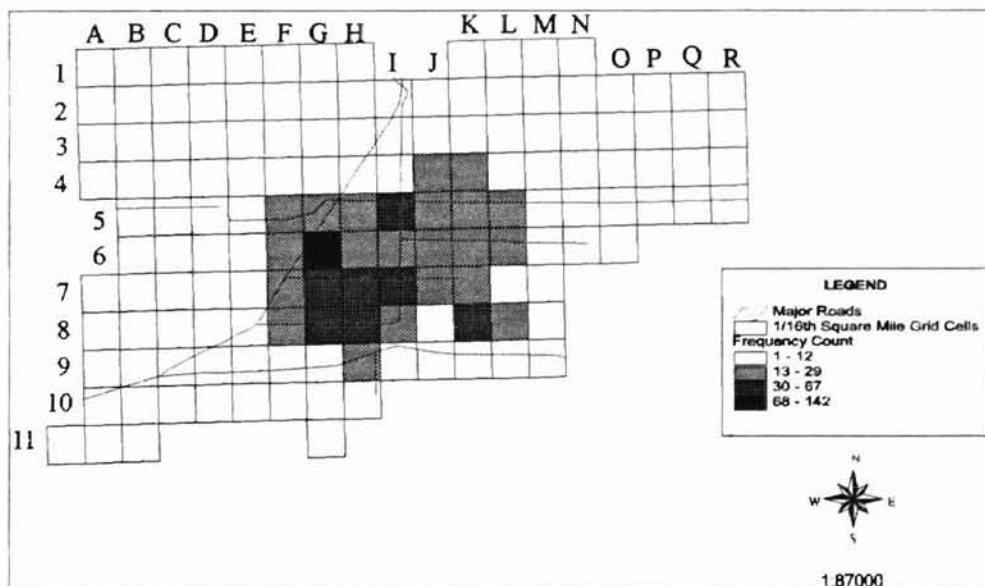 A B C D E F G H I J K L M N O P Q R
1
2
3
4
5
6
7
8
9
10
11
LEGEND
Major Roads
1/16th Square Mile Grid Cells
Frequency Count
1 - 12
13 - 29
30 - 67
68 - 142
N
W E
S
1:87000